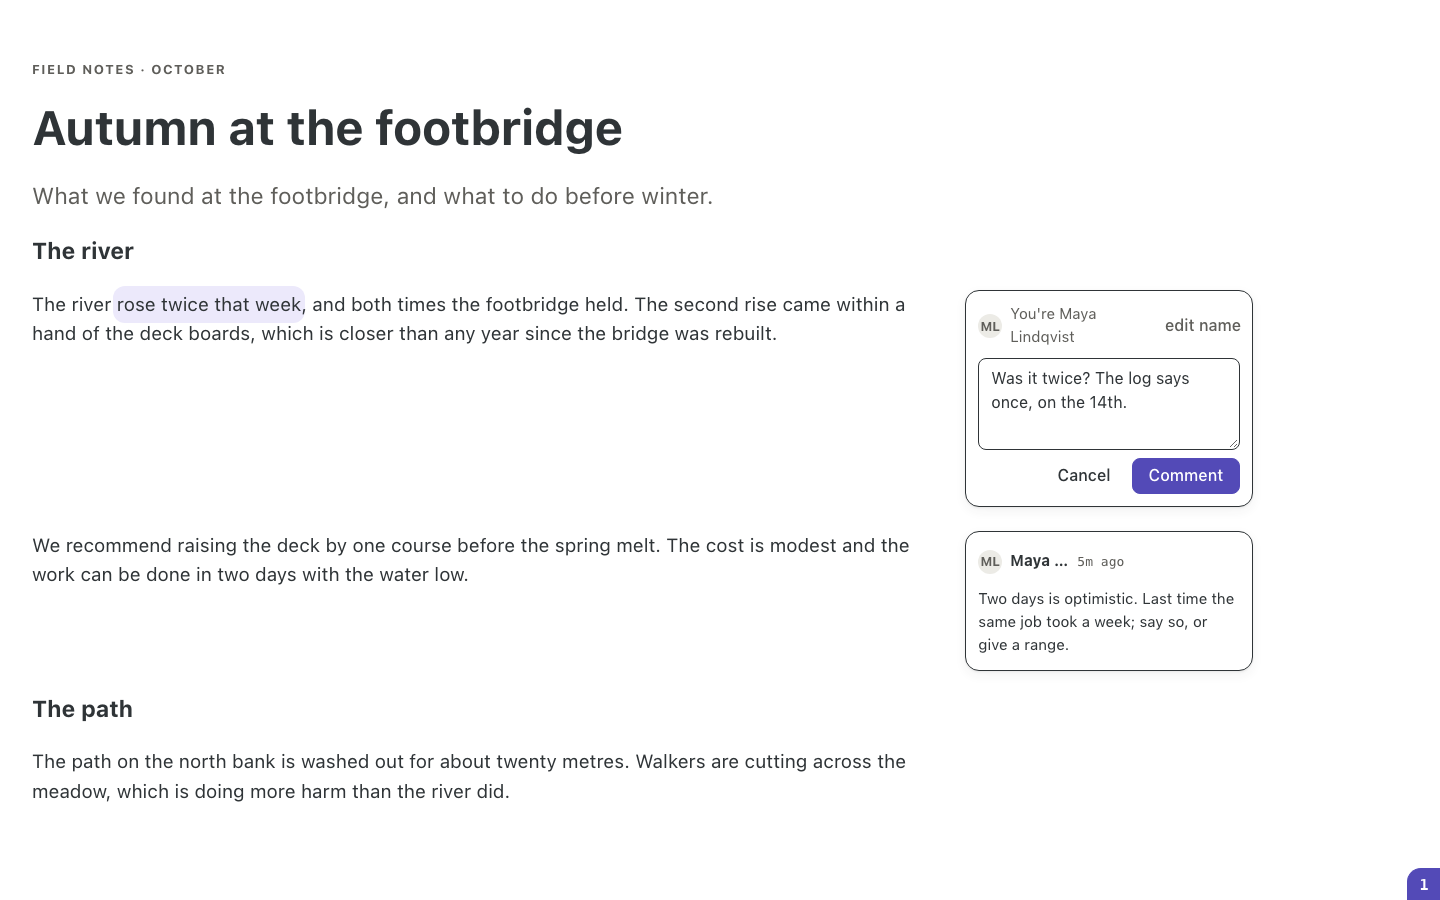 FIELD NOTES · OCTOBER
Autumn at the footbridge
What we found at the footbridge, and what to do before winter.
The river
The river rose twice that week, and both times the footbridge held. The second rise came within a
hand of the deck boards, which is closer than any year since the bridge was rebuilt.
ML
You're Maya
Lindqvist
edit name
Was it twice? The log says
once, on the 14th.
Cancel
Comment
We recommend raising the deck by one course before the spring melt. The cost is modest and the
work can be done in two days with the water low.
ML Maya ... 5m ago
Two days is optimistic. Last time the
same job took a week; say so, or
give a range.
The path
The path on the north bank is washed out for about twenty metres. Walkers are cutting across the
meadow, which is doing more harm than the river did.
1